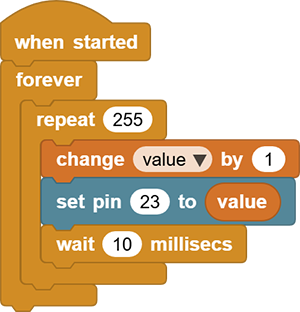 when started
forever
repeat 255
change value by 1
set pin 23 to value
wait 10 millisecs